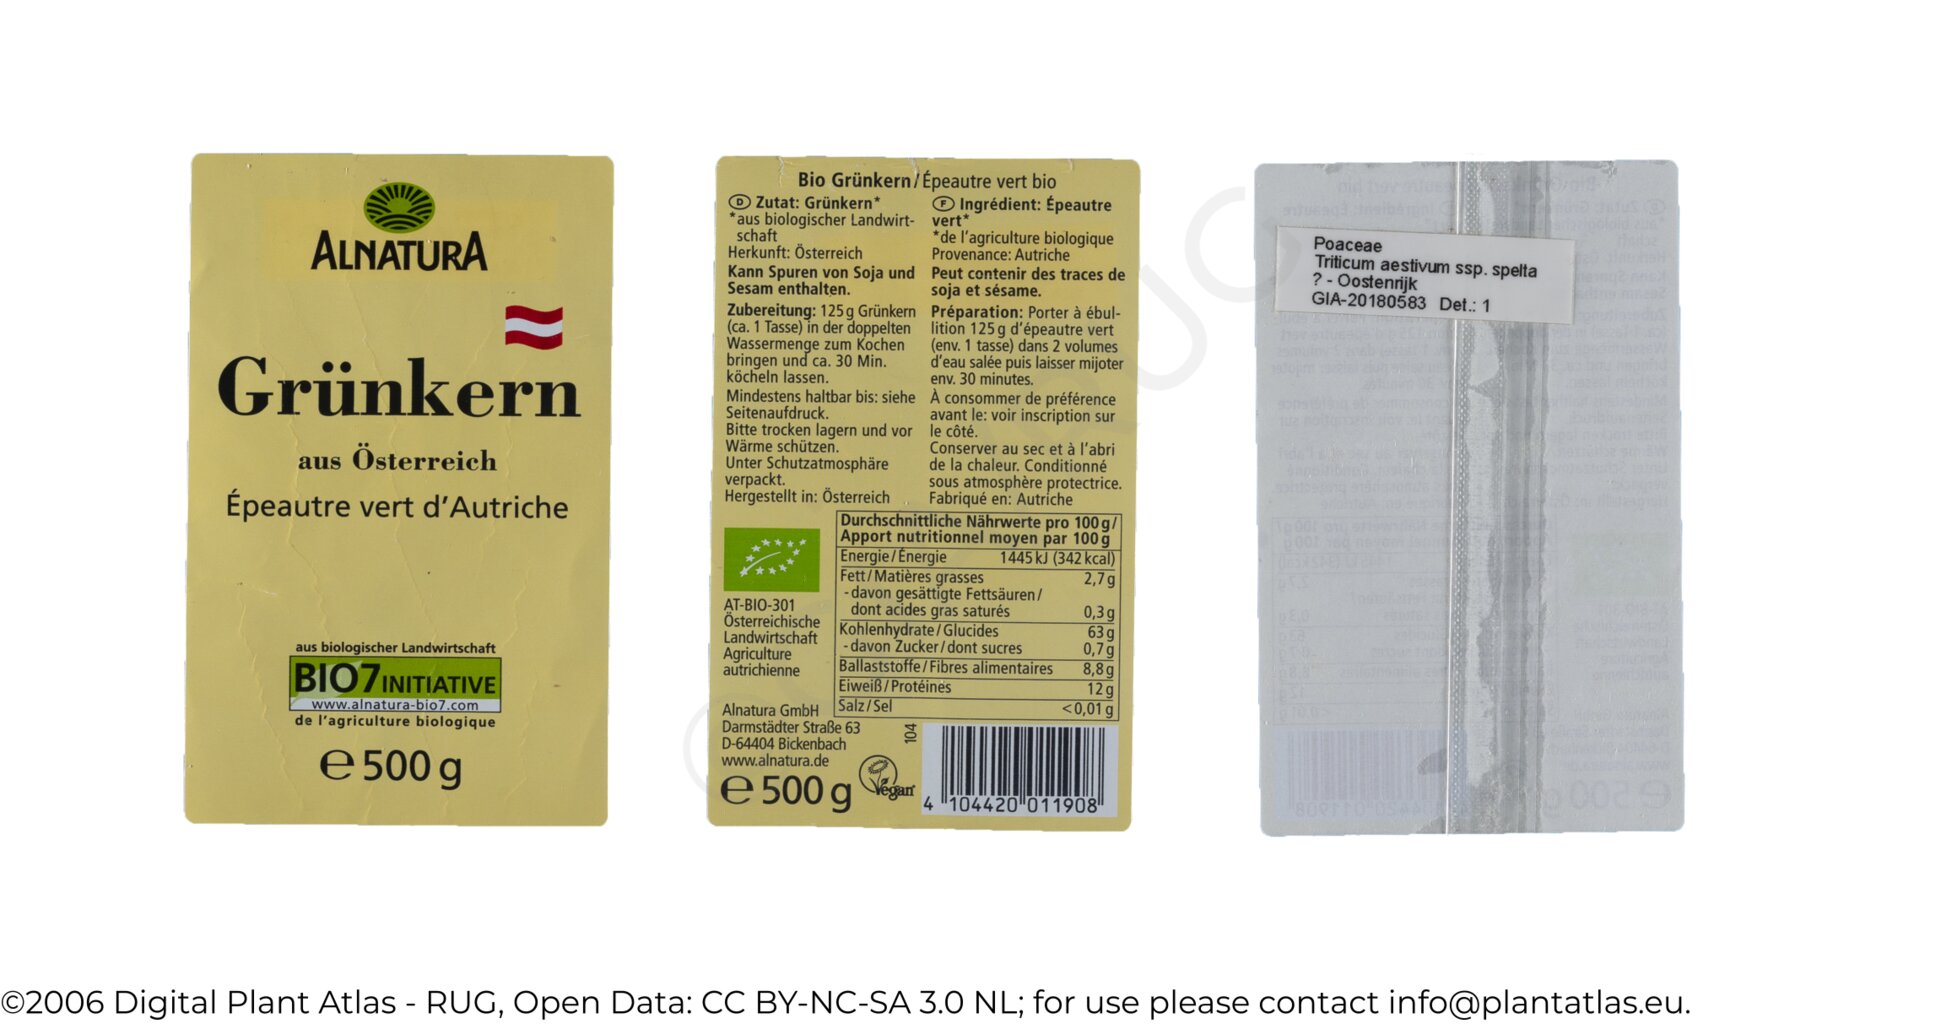 ALNATURA
Grünkern
aus Österreich
Épeautre vert d'Autriche
aus biologischer Landwirtschaft
BIO7 INITIATIVE
www.alnatura-bio7.com
de l'agriculture biologique
℮ 500 g
Bio Grünkern/Épeautre vert bio
D Zutat: Grünkern*
*aus biologischer Landwirt-
schaft
Herkunft: Österreich
Kann Spuren von Soja und
Sesam enthalten.
Zubereitung: 125 g Grünkern
(ca. 1 Tasse) in der doppelten
Wassermenge zum Kochen
bringen und ca. 30 Min.
köcheln lassen.
Mindestens haltbar bis: siehe
Seitenaufdruck.
Bitte trocken lagern und vor
Wärme schützen.
Unter Schutzatmosphäre
verpackt.
Hergestellt in: Österreich
F Ingrédient: Épeautre
vert*
*de l'agriculture biologique
Provenance: Autriche
Peut contenir des traces de
soja et sésame.
Préparation: Porter à ébul-
lition 125 g d'épeautre vert
(env. 1 tasse) dans 2 volumes
d'eau salée puis laisser mijoter
env. 30 minutes.
À consommer de préférence
avant le: voir inscription sur
le côté.
Conserver au sec et à l'abri
de la chaleur. Conditionné
sous atmosphère protectrice.
Fabriqué en: Autriche
AT-BIO-301
Österreichische
Landwirtschaft
Agriculture
autrichienne
Durchschnittliche Nährwerte pro 100 g/
Apport nutritionnel moyen par 100 g
Energie/Énergie 1445 kJ (342 kcal)
Fett/Matières grasses 2,7 g
-davon gesättigte Fettsäuren/
dont acides gras saturés 0,3 g
Kohlenhydrate/Glucides 63 g
-davon Zucker/dont sucres 0,7 g
Ballaststoffe/Fibres alimentaires 8,8 g
Eiweiß/Protéines 12 g
Salz/Sel <0,01 g
Alnatura GmbH
Darmstädter Straße 63
D-64404 Bickenbach
www.alnatura.de
℮ 500 g
Vegan
104
4 104420 011908
Poaceae
Triticum aestivum ssp. spelta
? - Oostenrijk
GIA-20180583 Det.: 1
©2006 Digital Plant Atlas - RUG, Open Data: CC BY-NC-SA 3.0 NL; for use please contact info@plantatlas.eu.